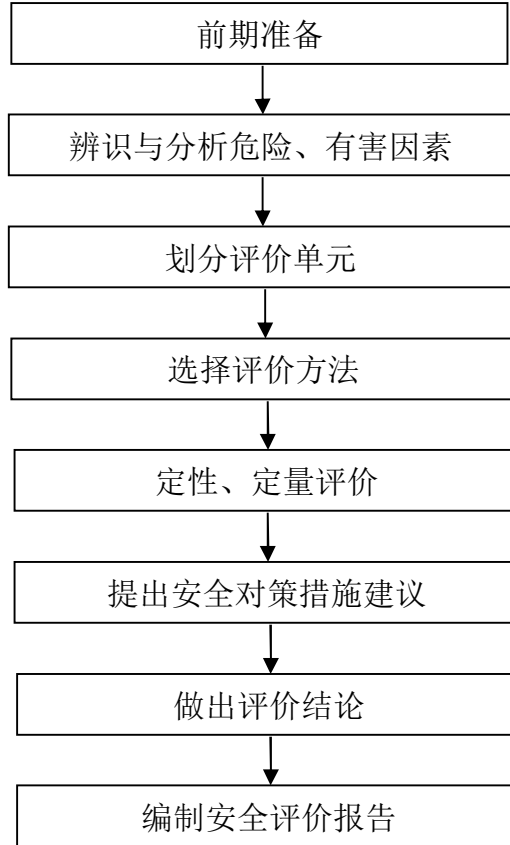 前期准备
辨识与分析危险、有害因素
划分评价单元
选择评价方法
定性、定量评价
提出安全对策措施建议
做出评价结论
编制安全评价报告